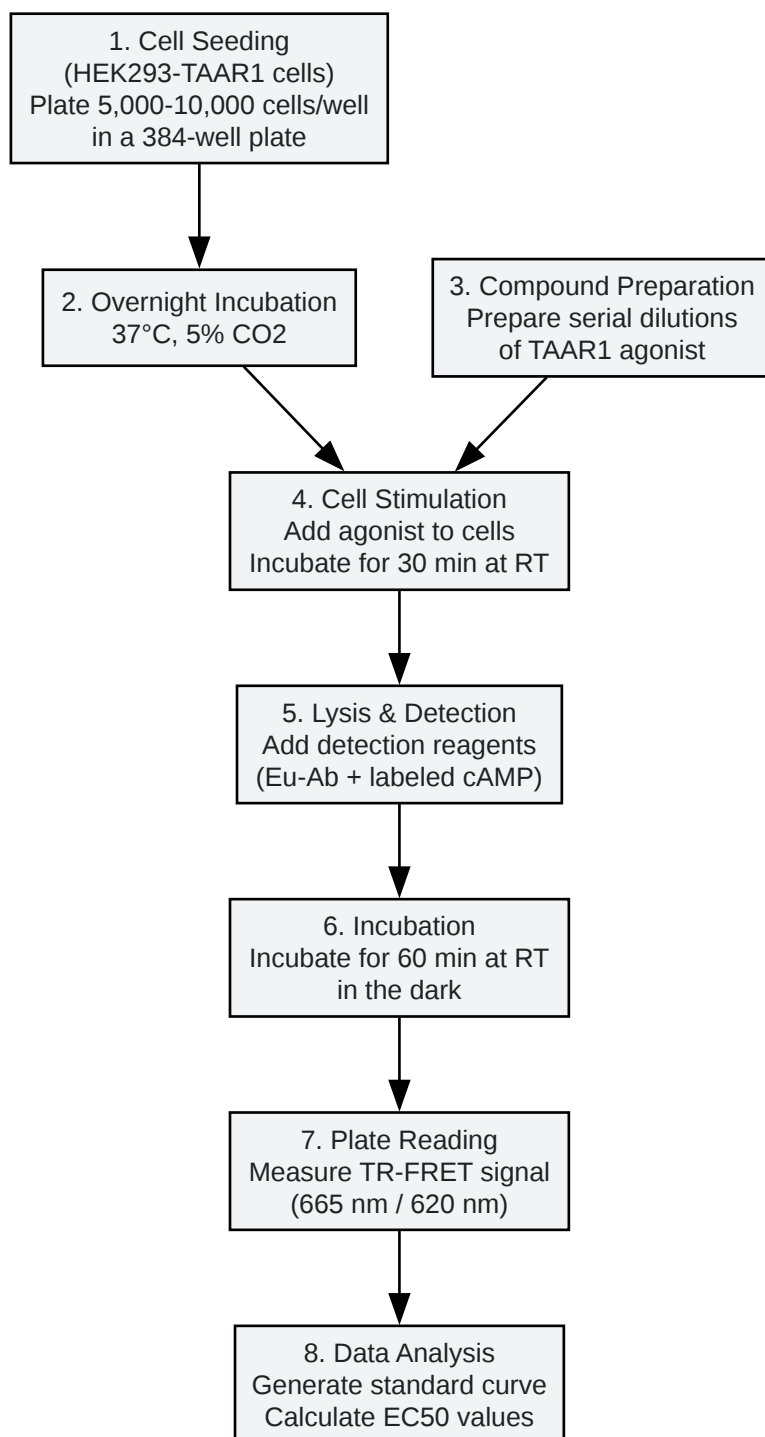 1. Cell Seeding
(HEK293-TAAR1 cells)
Plate 5,000-10,000 cells/well
in a 384-well plate
2. Overnight Incubation
37°C, 5% CO2
3. Compound Preparation
Prepare serial dilutions
of TAAR1 agonist
4. Cell Stimulation
Add agonist to cells
Incubate for 30 min at RT
5. Lysis & Detection
Add detection reagents
(Eu-Ab + labeled cAMP)
6. Incubation
Incubate for 60 min at RT
in the dark
7. Plate Reading
Measure TR-FRET signal
(665 nm / 620 nm)
8. Data Analysis
Generate standard curve
Calculate EC50 values